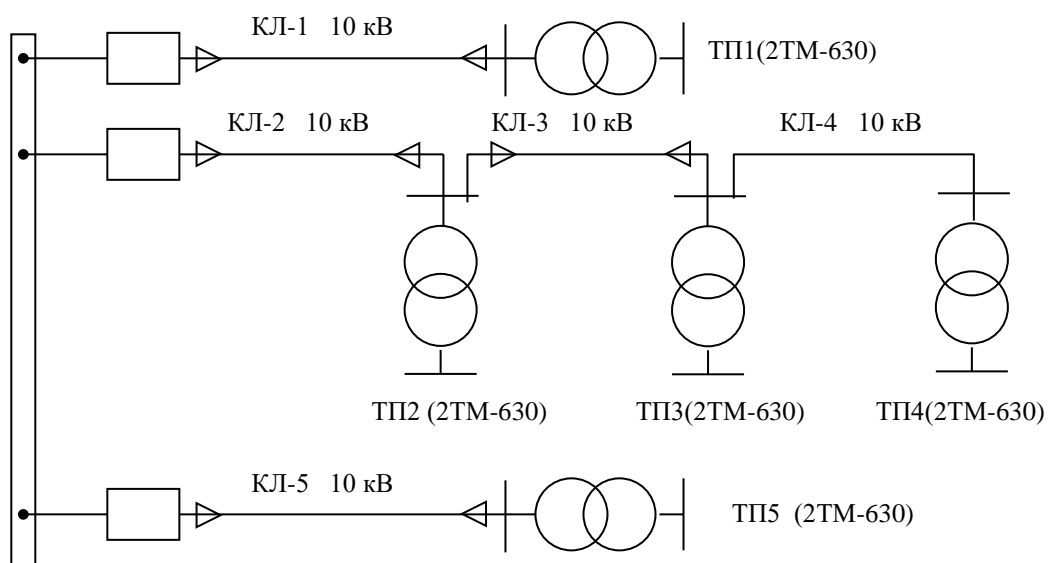 КЛ-1 10 кВ
ТП1(2ТМ-630)
КЛ-2 10 кВ
КЛ-3 10 кВ
КЛ-4 10 кВ
ТП2 (2ТМ-630)
ТП3(2ТМ-630)
ТП4(2ТМ-630)
КЛ-5 10 кВ
ТП5 (2ТМ-630)